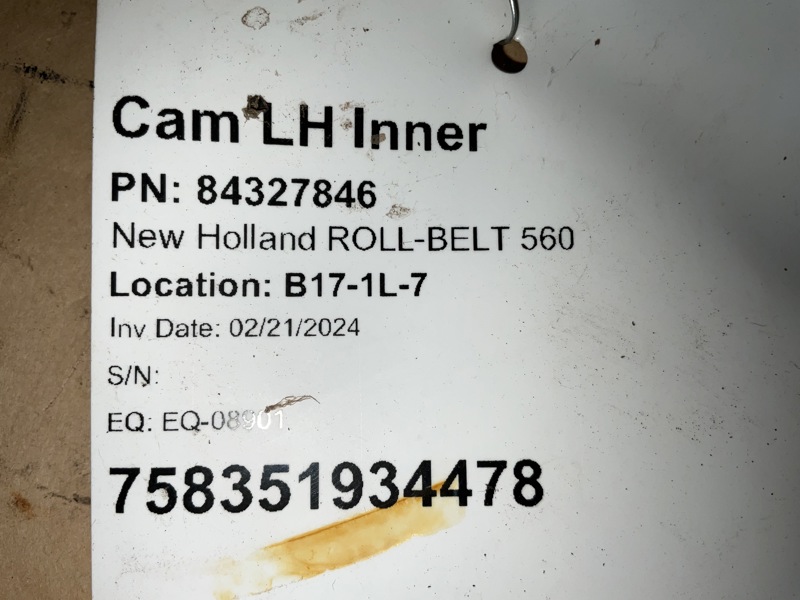 Cam LH Inner
PN: 84327846
New Holland ROLL-BELT 560
Location: B17-1L-7
Inv Date: 02/21/2024
S/N:
EQ: EQ-08901
758351934478